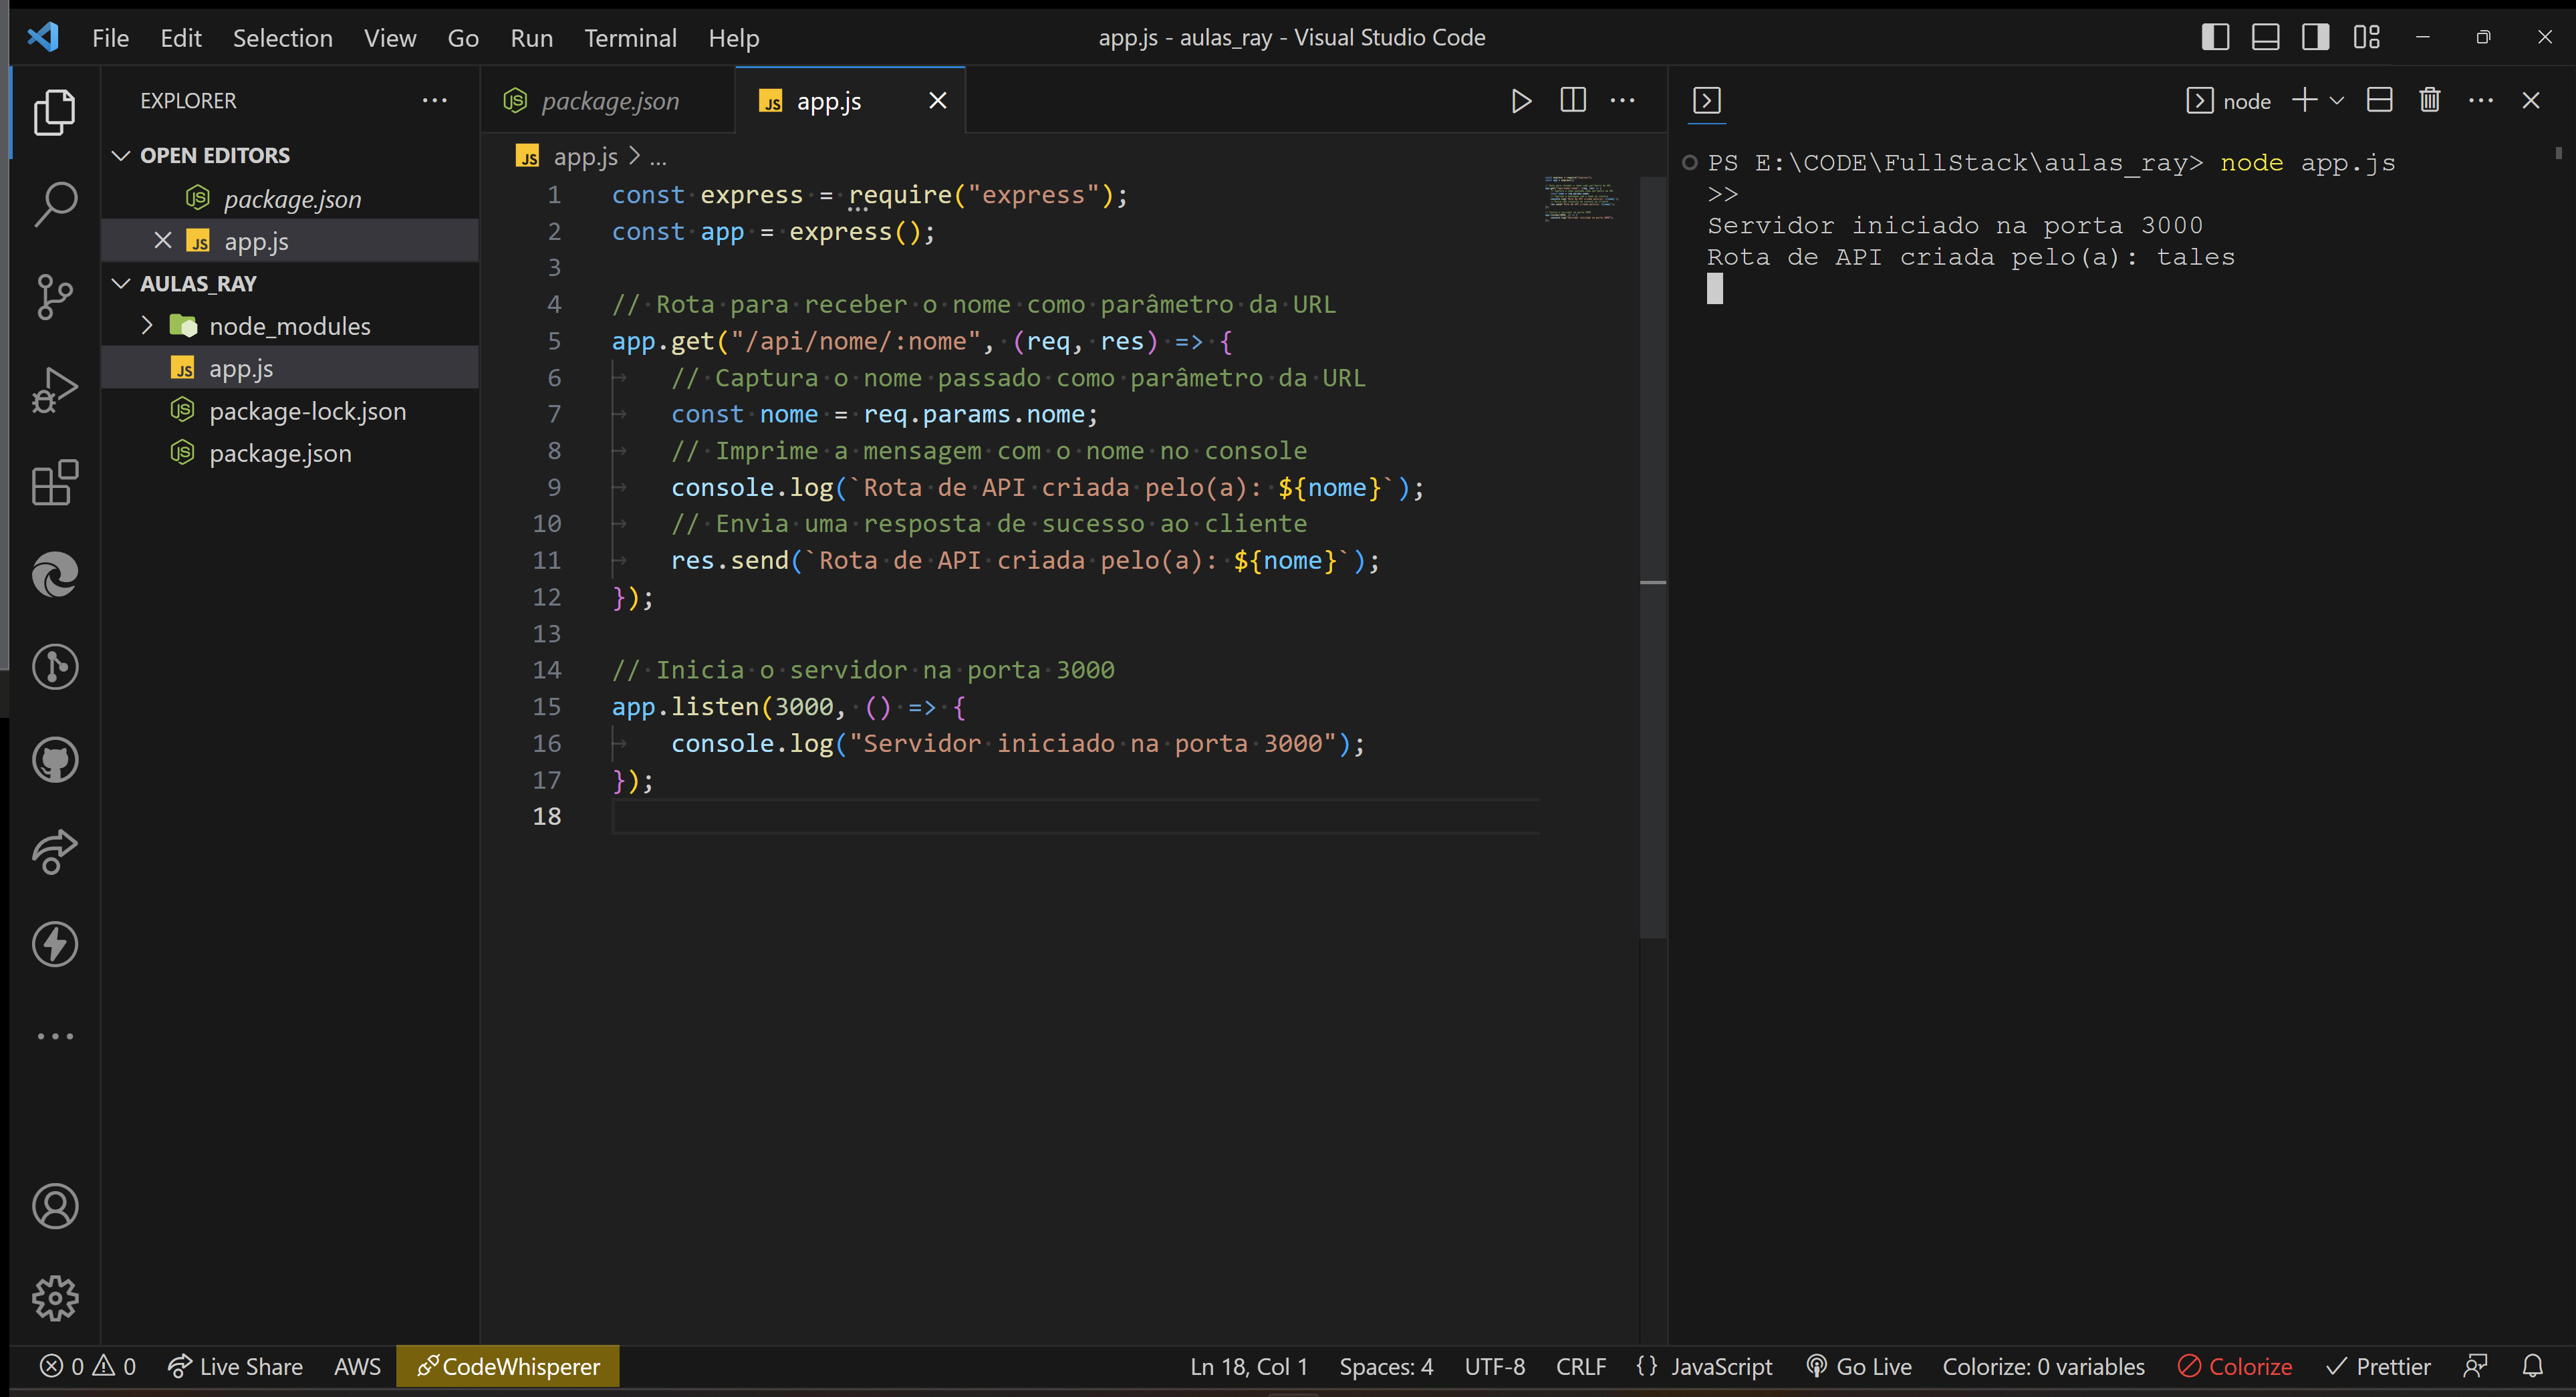 File Edit Selection View Go Run Terminal Help
app.js - aulas_ray - Visual Studio Code
EXPLORER
OPEN EDITORS
package.json
app.js
AULAS_RAY
node_modules
app.js
package-lock.json
package.json
package.json
app.js
app.js > ...
1 const express = require("express");
2 const app = express();
3
4 // Rota para receber o nome como parâmetro da URL
5 app.get("/api/nome/:nome", (req, res) => {
6 // Captura o nome passado como parâmetro da URL
7 const nome = req.params.nome;
8 // Imprime a mensagem com o nome no console
9 console.log(`Rota de API criada pelo(a): ${nome}`);
10 // Envia uma resposta de sucesso ao cliente
11 res.send(`Rota de API criada pelo(a): ${nome}`);
12 });
13
14 // Inicia o servidor na porta 3000
15 app.listen(3000, () => {
16 console.log("Servidor iniciado na porta 3000");
17 });
18
node
PS E:\CODE\FullStack\aulas_ray> node app.js
>>
Servidor iniciado na porta 3000
Rota de API criada pelo(a): tales
0 0 Live Share AWS CodeWhisperer
Ln 18, Col 1 Spaces: 4 UTF-8 CRLF {} JavaScript Go Live Colorize: 0 variables Colorize Prettier